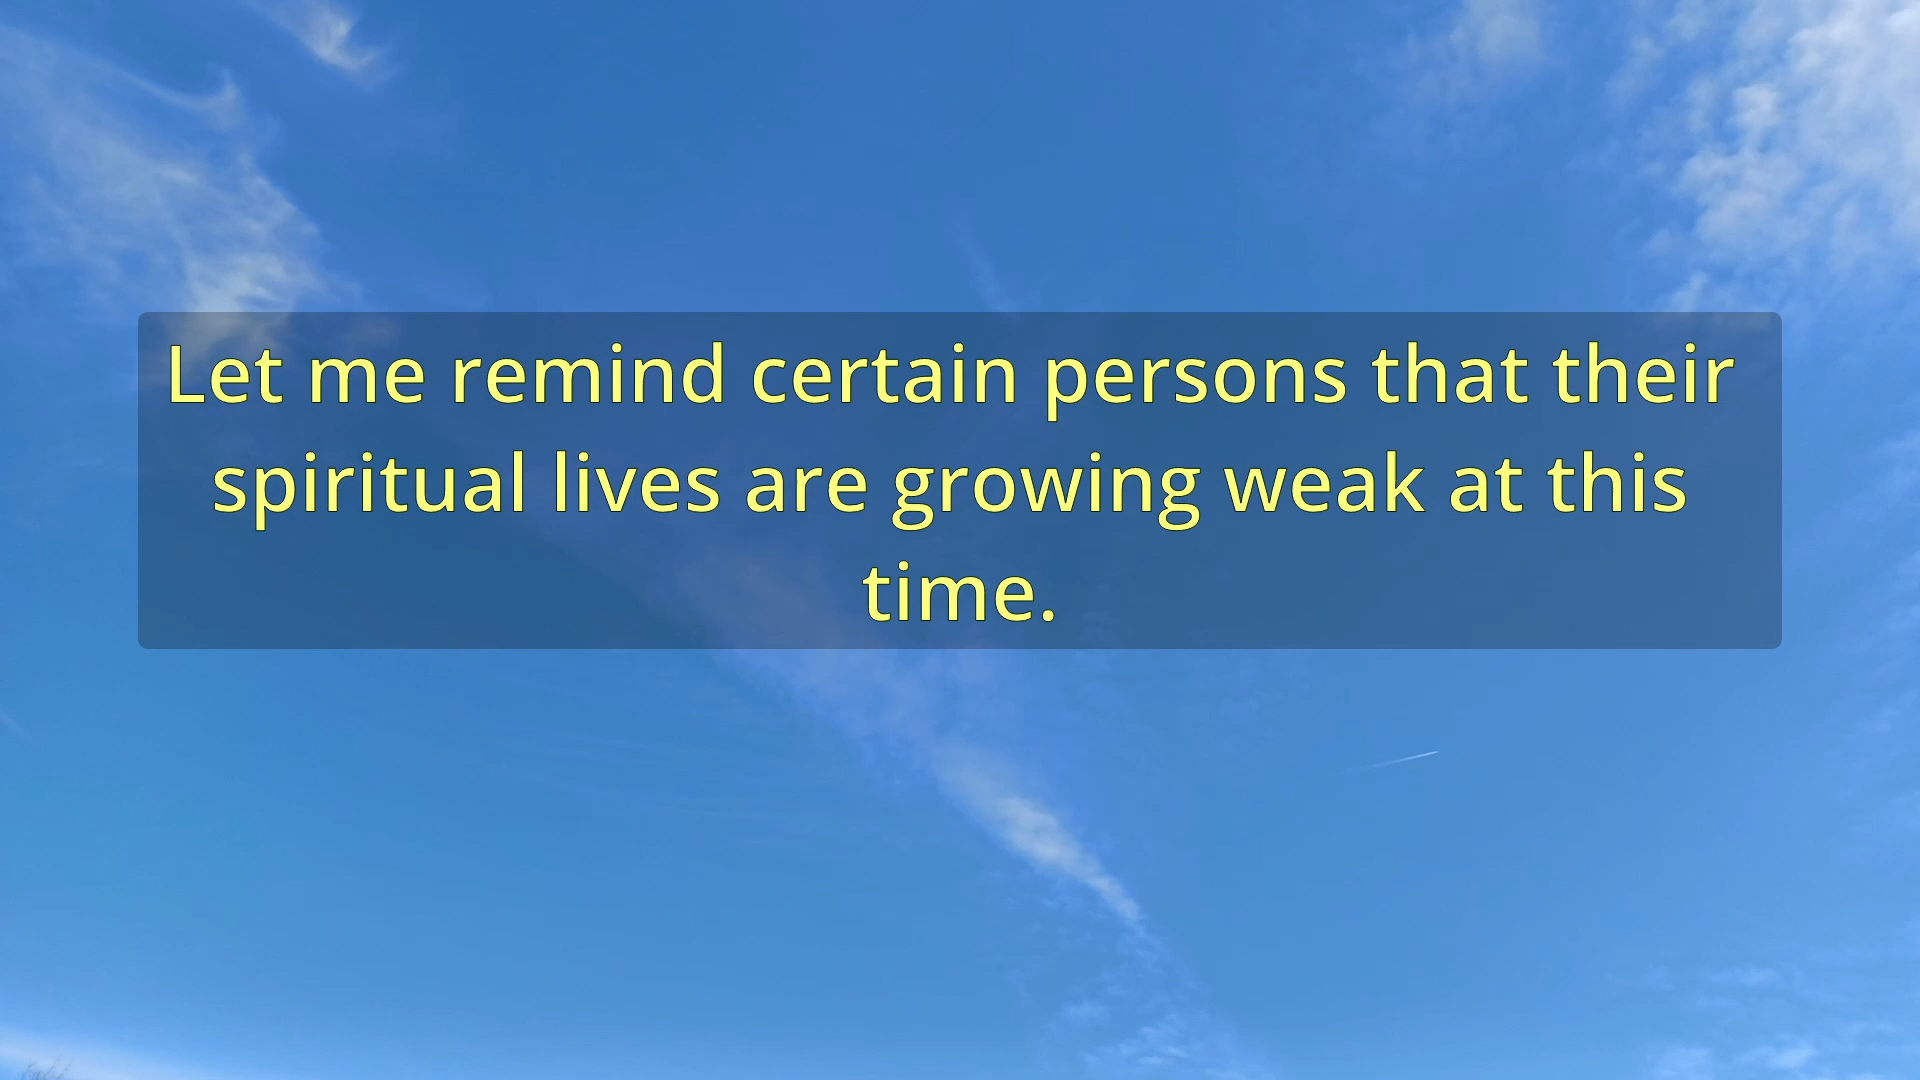 Let me remind certain persons that their
spiritual lives are growing weak at this
time.